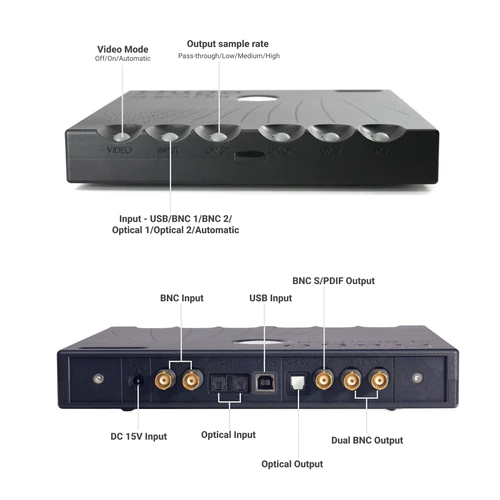 Video Mode
Off/On/Automatic
Output sample rate
Pass-through/Low/Medium/High
VIDEO
INPUT
Input - USB/BNC 1/BNC 2/
Optical 1/Optical 2/Automatic
BNC S/PDIF Output
BNC Input
USB Input
DC 15V Input
Optical Input
Dual BNC Output
Optical Output